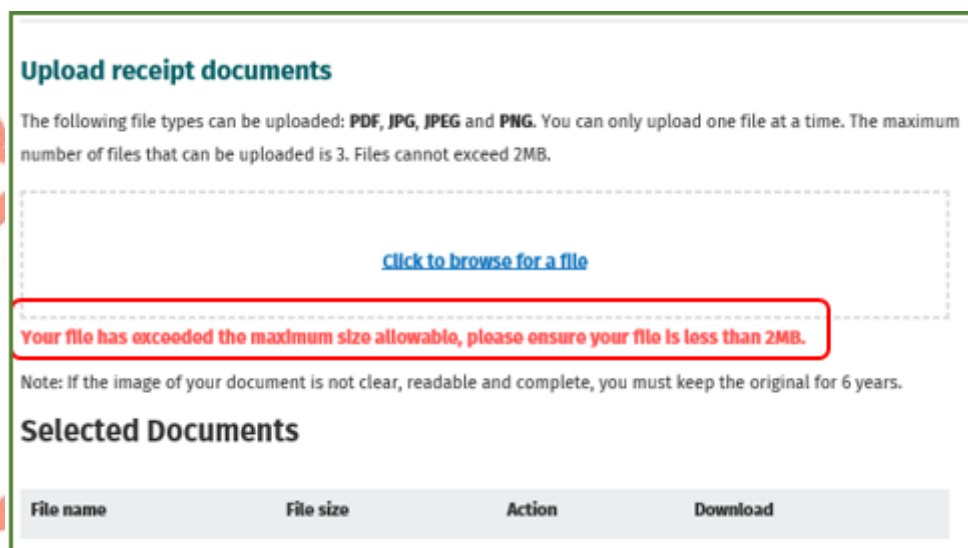 Upload receipt documents
The following file types can be uploaded: PDF, JPG, JPEG and PNG. You can only upload one file at a time. The maximum
number of files that can be uploaded is 3. Files cannot exceed 2MB.
Click to browse for a file
Your file has exceeded the maximum size allowable, please ensure your file is less than 2MB.
Note: If the image of your document is not clear, readable and complete, you must keep the original for 6 years.
Selected Documents
File name File size Action Download